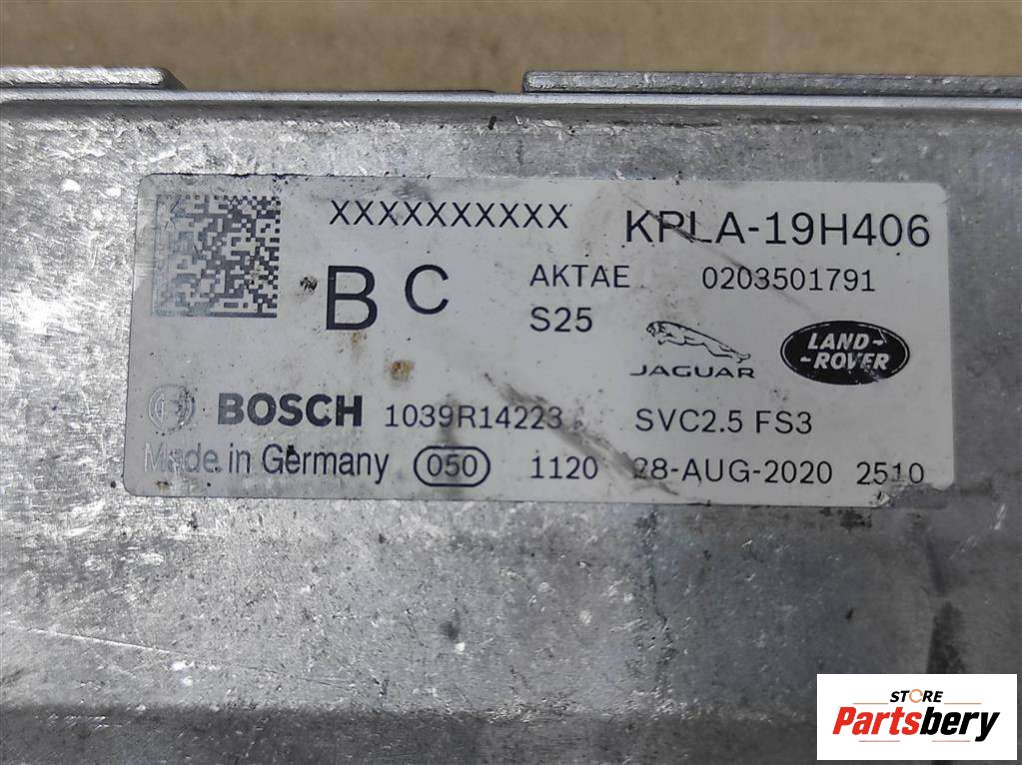 XXXXXXXXXX KPLA-19H406
B C AKTAE 0203501791
S25 JAGUAR LAND-
-ROVER
BOSCH 1039R14223 SVC2.5 FS3
Made in Germany 050 1120 28-AUG-2020 2510
STORE
Partsbery